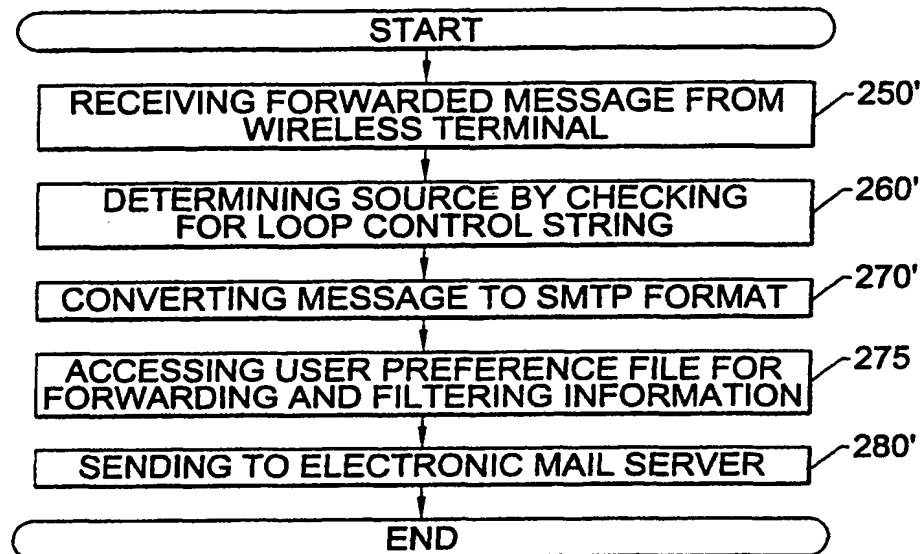 START
RECEIVING FORWARDED MESSAGE FROM
WIRELESS TERMINAL
250'
DETERMINING SOURCE BY CHECKING
FOR LOOP CONTROL STRING
260'
CONVERTING MESSAGE TO SMTP FORMAT
270'
ACCESSING USER PREFERENCE FILE FOR
FORWARDING AND FILTERING INFORMATION
275
SENDING TO ELECTRONIC MAIL SERVER
280'
END